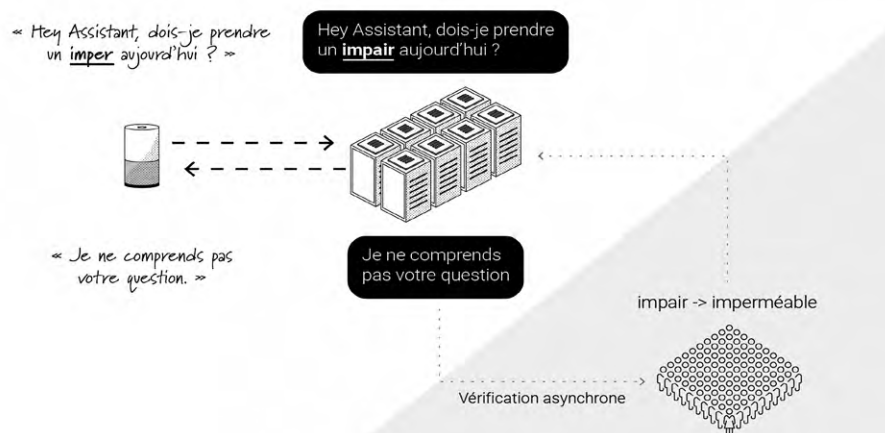 « Hey Assistant, dois-je prendre
un imper aujourd'hui ? »
Hey Assistant, dois-je prendre
un impair aujourd'hui ?
« Je ne comprends pas
votre question. »
Je ne comprends
pas votre question
impair -> imperméable
Vérification asynchrone